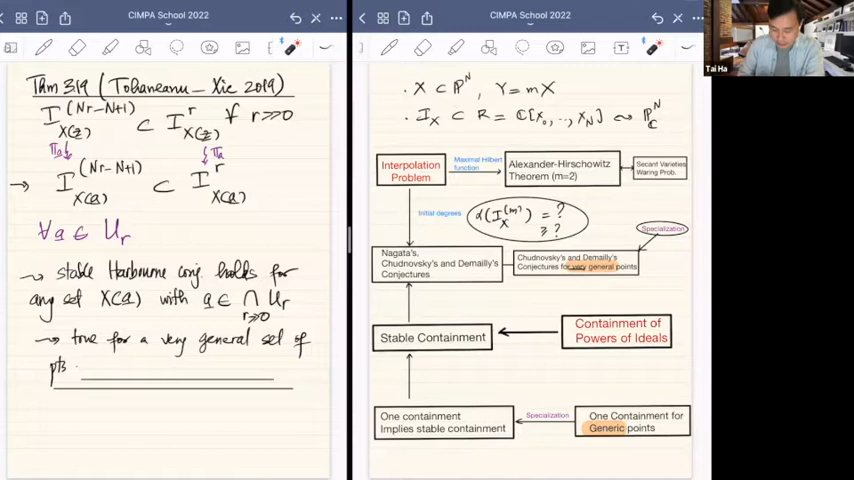 CIMPA School 2022
Thm 319 (Tohaneanu - Xie 2019)
I_{X(z)}^{(Nr-N+1)} ⊂ I_{X(z)}^r ∀ r≫0
π_a ↓ ↓ π_a
→ I_{X(a)}^{(Nr-N+1)} ⊂ I_{X(a)}^r
∀ a ∈ U_r
⇝ stable Harbourne conj. holds for
any set X(a) with a ∈ ∩_{r≫0} U_r
⇝ true for a very general set of
pts.
CIMPA School 2022
. X ⊂ P^N, Y = mX
. I_X ⊂ R = C[x_0,..,x_N] ⇝ P^N_C
Interpolation
Problem
Maximal Hilbert
function
Alexander-Hirschowitz
Theorem (m=2)
Secant Varieties
Waring Prob.
Initial degrees
α(I_X^{(m)}) = ?
≥ ?
Specialization
Nagata's,
Chudnovsky's and Demailly's
Conjectures
Chudnovsky's and Demailly's
Conjectures for very general points
Stable Containment
Containment of
Powers of Ideals
One containment
Implies stable containment
Specialization
One Containment for
Generic points
Tai Ha